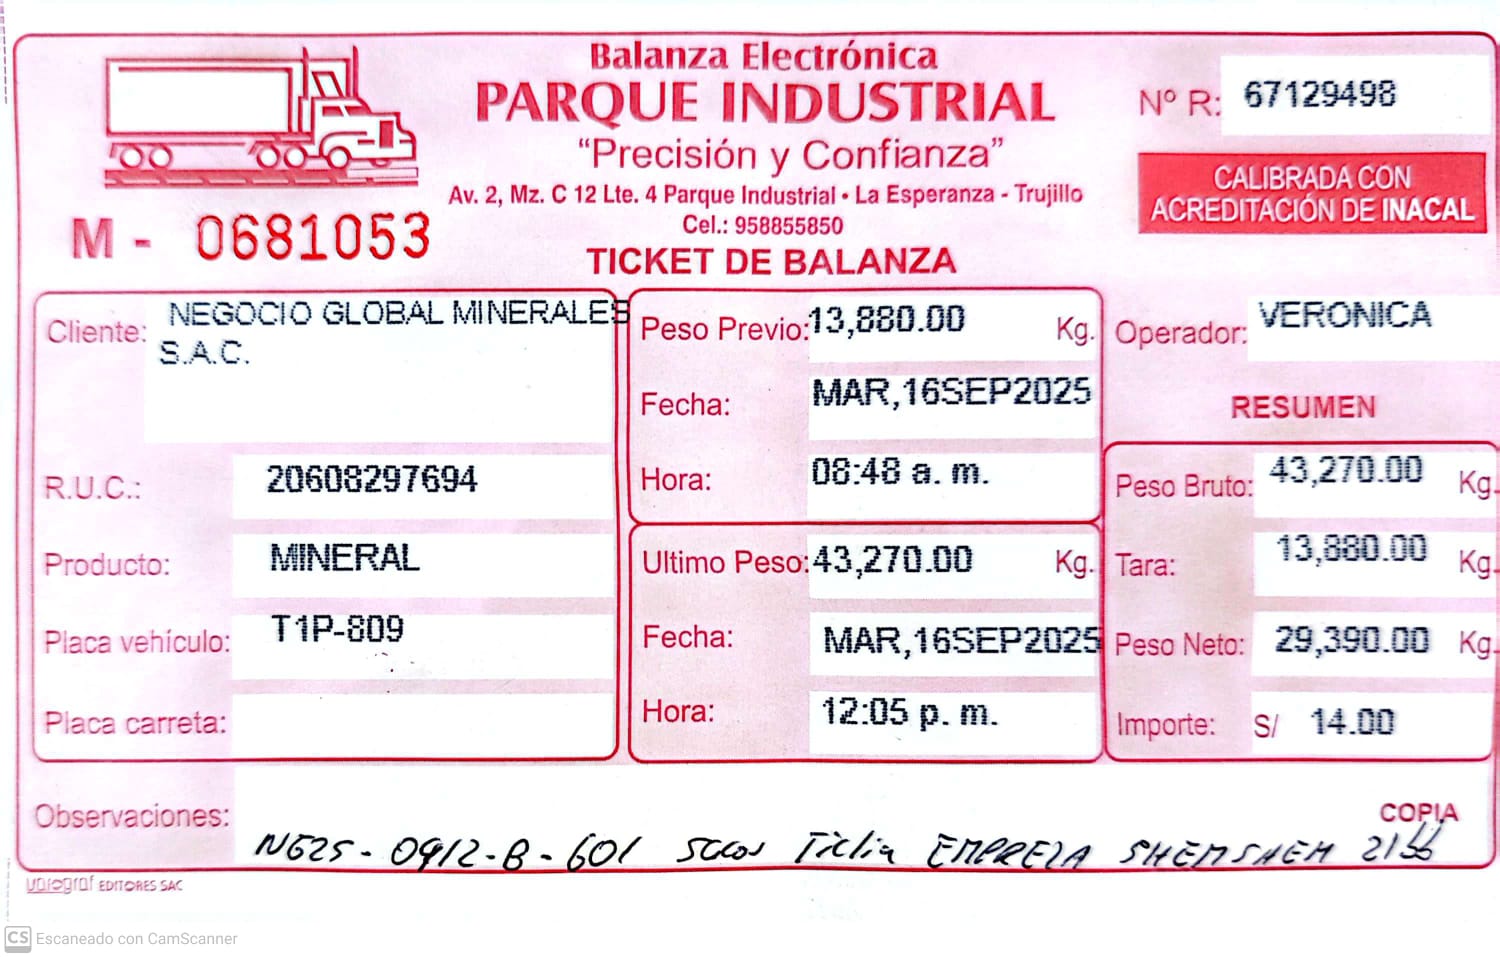 Balanza Electrónica
PARQUE INDUSTRIAL
"Precisión y Confianza"
Av. 2, Mz. C 12 Lte. 4 Parque Industrial • La Esperanza - Trujillo
Cel.: 958855850
TICKET DE BALANZA
Nº R: 67129498
CALIBRADA CON
ACREDITACIÓN DE INACAL
M - 0681053
Cliente: NEGOCIO GLOBAL MINERALES
S.A.C.
R.U.C.: 20608297694
Producto: MINERAL
Placa vehículo: T1P-809
Placa carreta:
Peso Previo: 13,880.00 Kg.
Fecha: MAR,16SEP2025
Hora: 08:48 a. m.
Ultimo Peso: 43,270.00 Kg.
Fecha: MAR,16SEP2025
Hora: 12:05 p. m.
Operador: VERONICA
RESUMEN
Peso Bruto: 43,270.00 Kg.
Tara: 13,880.00 Kg.
Peso Neto: 29,390.00 Kg.
Importe: S/ 14.00
COPIA
Observaciones: NG25-0912-B-601 Ticlia EMPRESA SHEMSHEM
EDITORES SAC
CS Escaneado con CamScanner